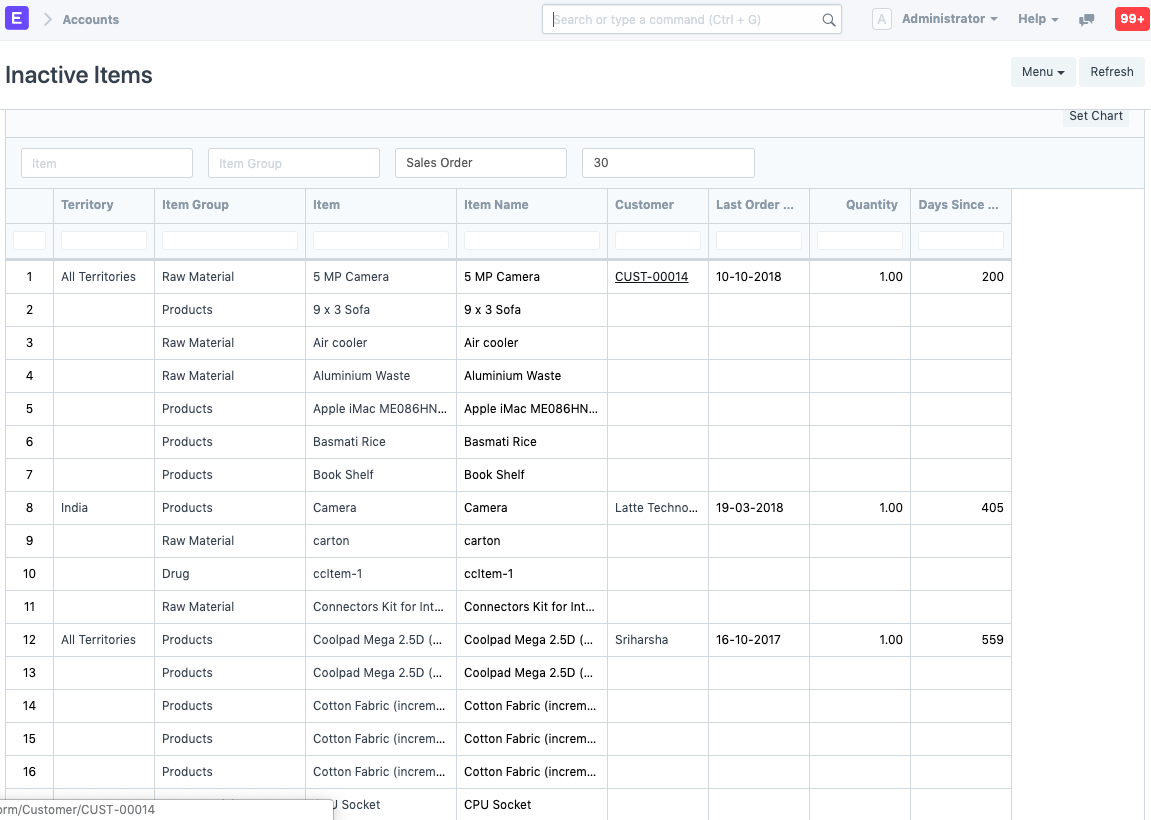 E Accounts Search or type a command (Ctrl + G) A Administrator Help 99+
Inactive Items Menu Refresh
Set Chart
Item Item Group Sales Order 30
Territory Item Group Item Item Name Customer Last Order ... Quantity Days Since ...
1 All Territories Raw Material 5 MP Camera 5 MP Camera CUST-00014 10-10-2018 1.00 200
2 Products 9 x 3 Sofa 9 x 3 Sofa
3 Raw Material Air cooler Air cooler
4 Raw Material Aluminium Waste Aluminium Waste
5 Products Apple iMac ME086HN... Apple iMac ME086HN...
6 Products Basmati Rice Basmati Rice
7 Products Book Shelf Book Shelf
8 India Products Camera Camera Latte Techno... 19-03-2018 1.00 405
9 Raw Material carton carton
10 Drug ccItem-1 ccItem-1
11 Raw Material Connectors Kit for Int... Connectors Kit for Int...
12 All Territories Products Coolpad Mega 2.5D (... Coolpad Mega 2.5D (... Sriharsha 16-10-2017 1.00 559
13 Products Coolpad Mega 2.5D (... Coolpad Mega 2.5D (...
14 Products Cotton Fabric (increm... Cotton Fabric (increm...
15 Products Cotton Fabric (increm... Cotton Fabric (increm...
16 Products Cotton Fabric (increm... Cotton Fabric (increm...
Socket CPU Socket
orm/Customer/CUST-00014